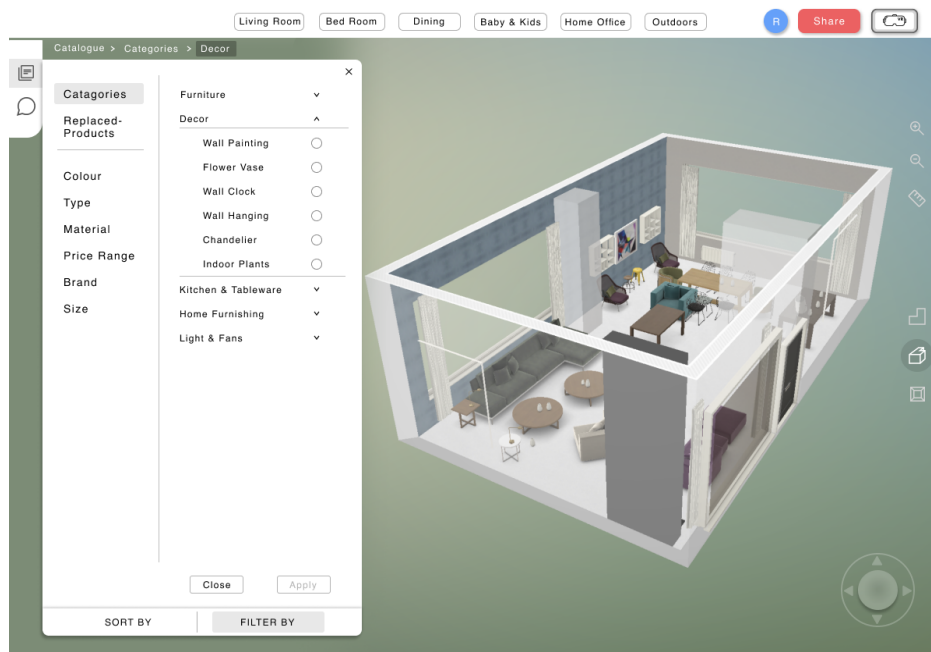 Living Room
Bed Room
Dining
Baby & Kids
Home Office
Outdoors
R
Share
Catalogue > Categories > Decor
Catagories
Replaced-
Products
Colour
Type
Material
Price Range
Brand
Size
Furniture
Decor
Wall Painting
Flower Vase
Wall Clock
Wall Hanging
Chandelier
Indoor Plants
Kitchen & Tableware
Home Furnishing
Light & Fans
Close
Apply
SORT BY
FILTER BY